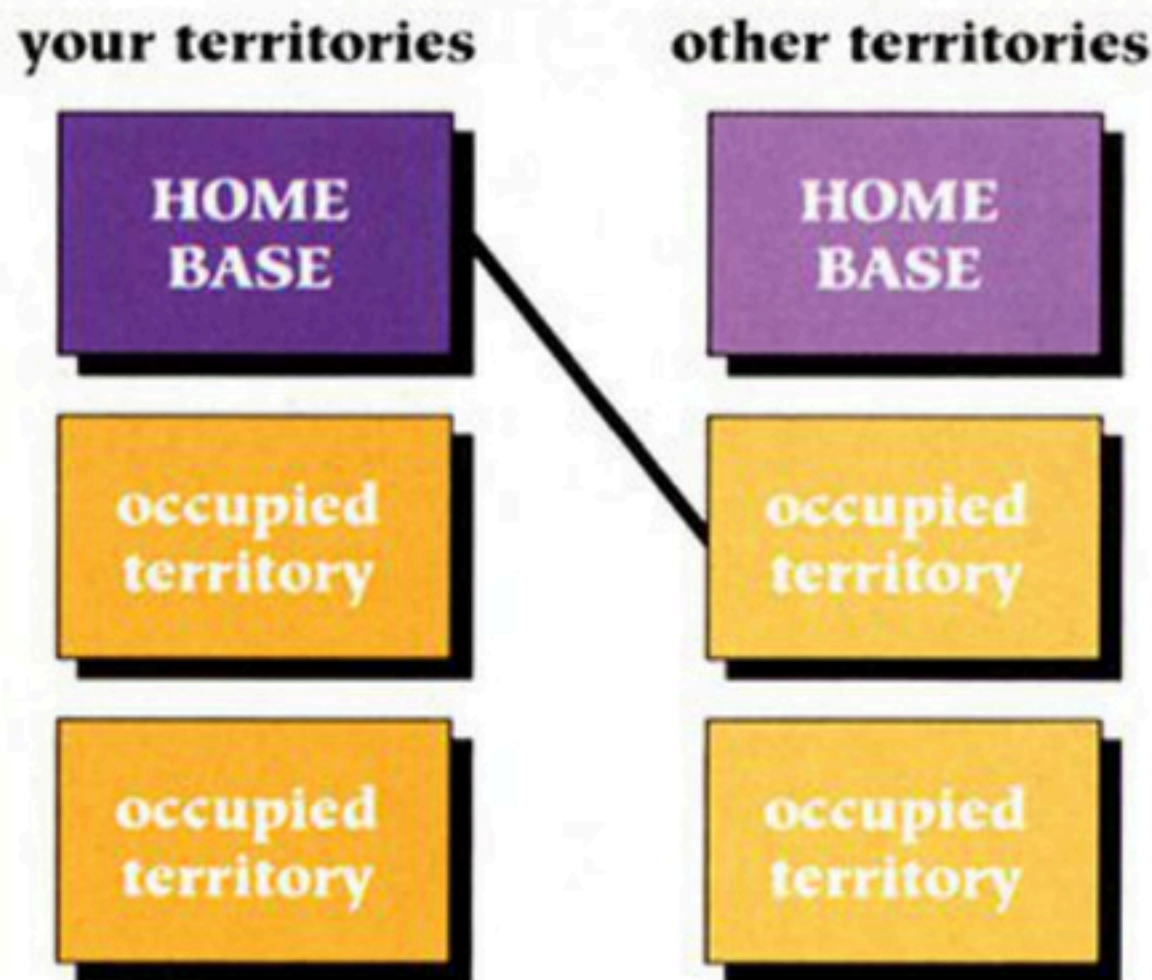 your territories
other territories
HOME
BASE
HOME
BASE
occupied
territory
occupied
territory
occupied
territory
occupied
territory